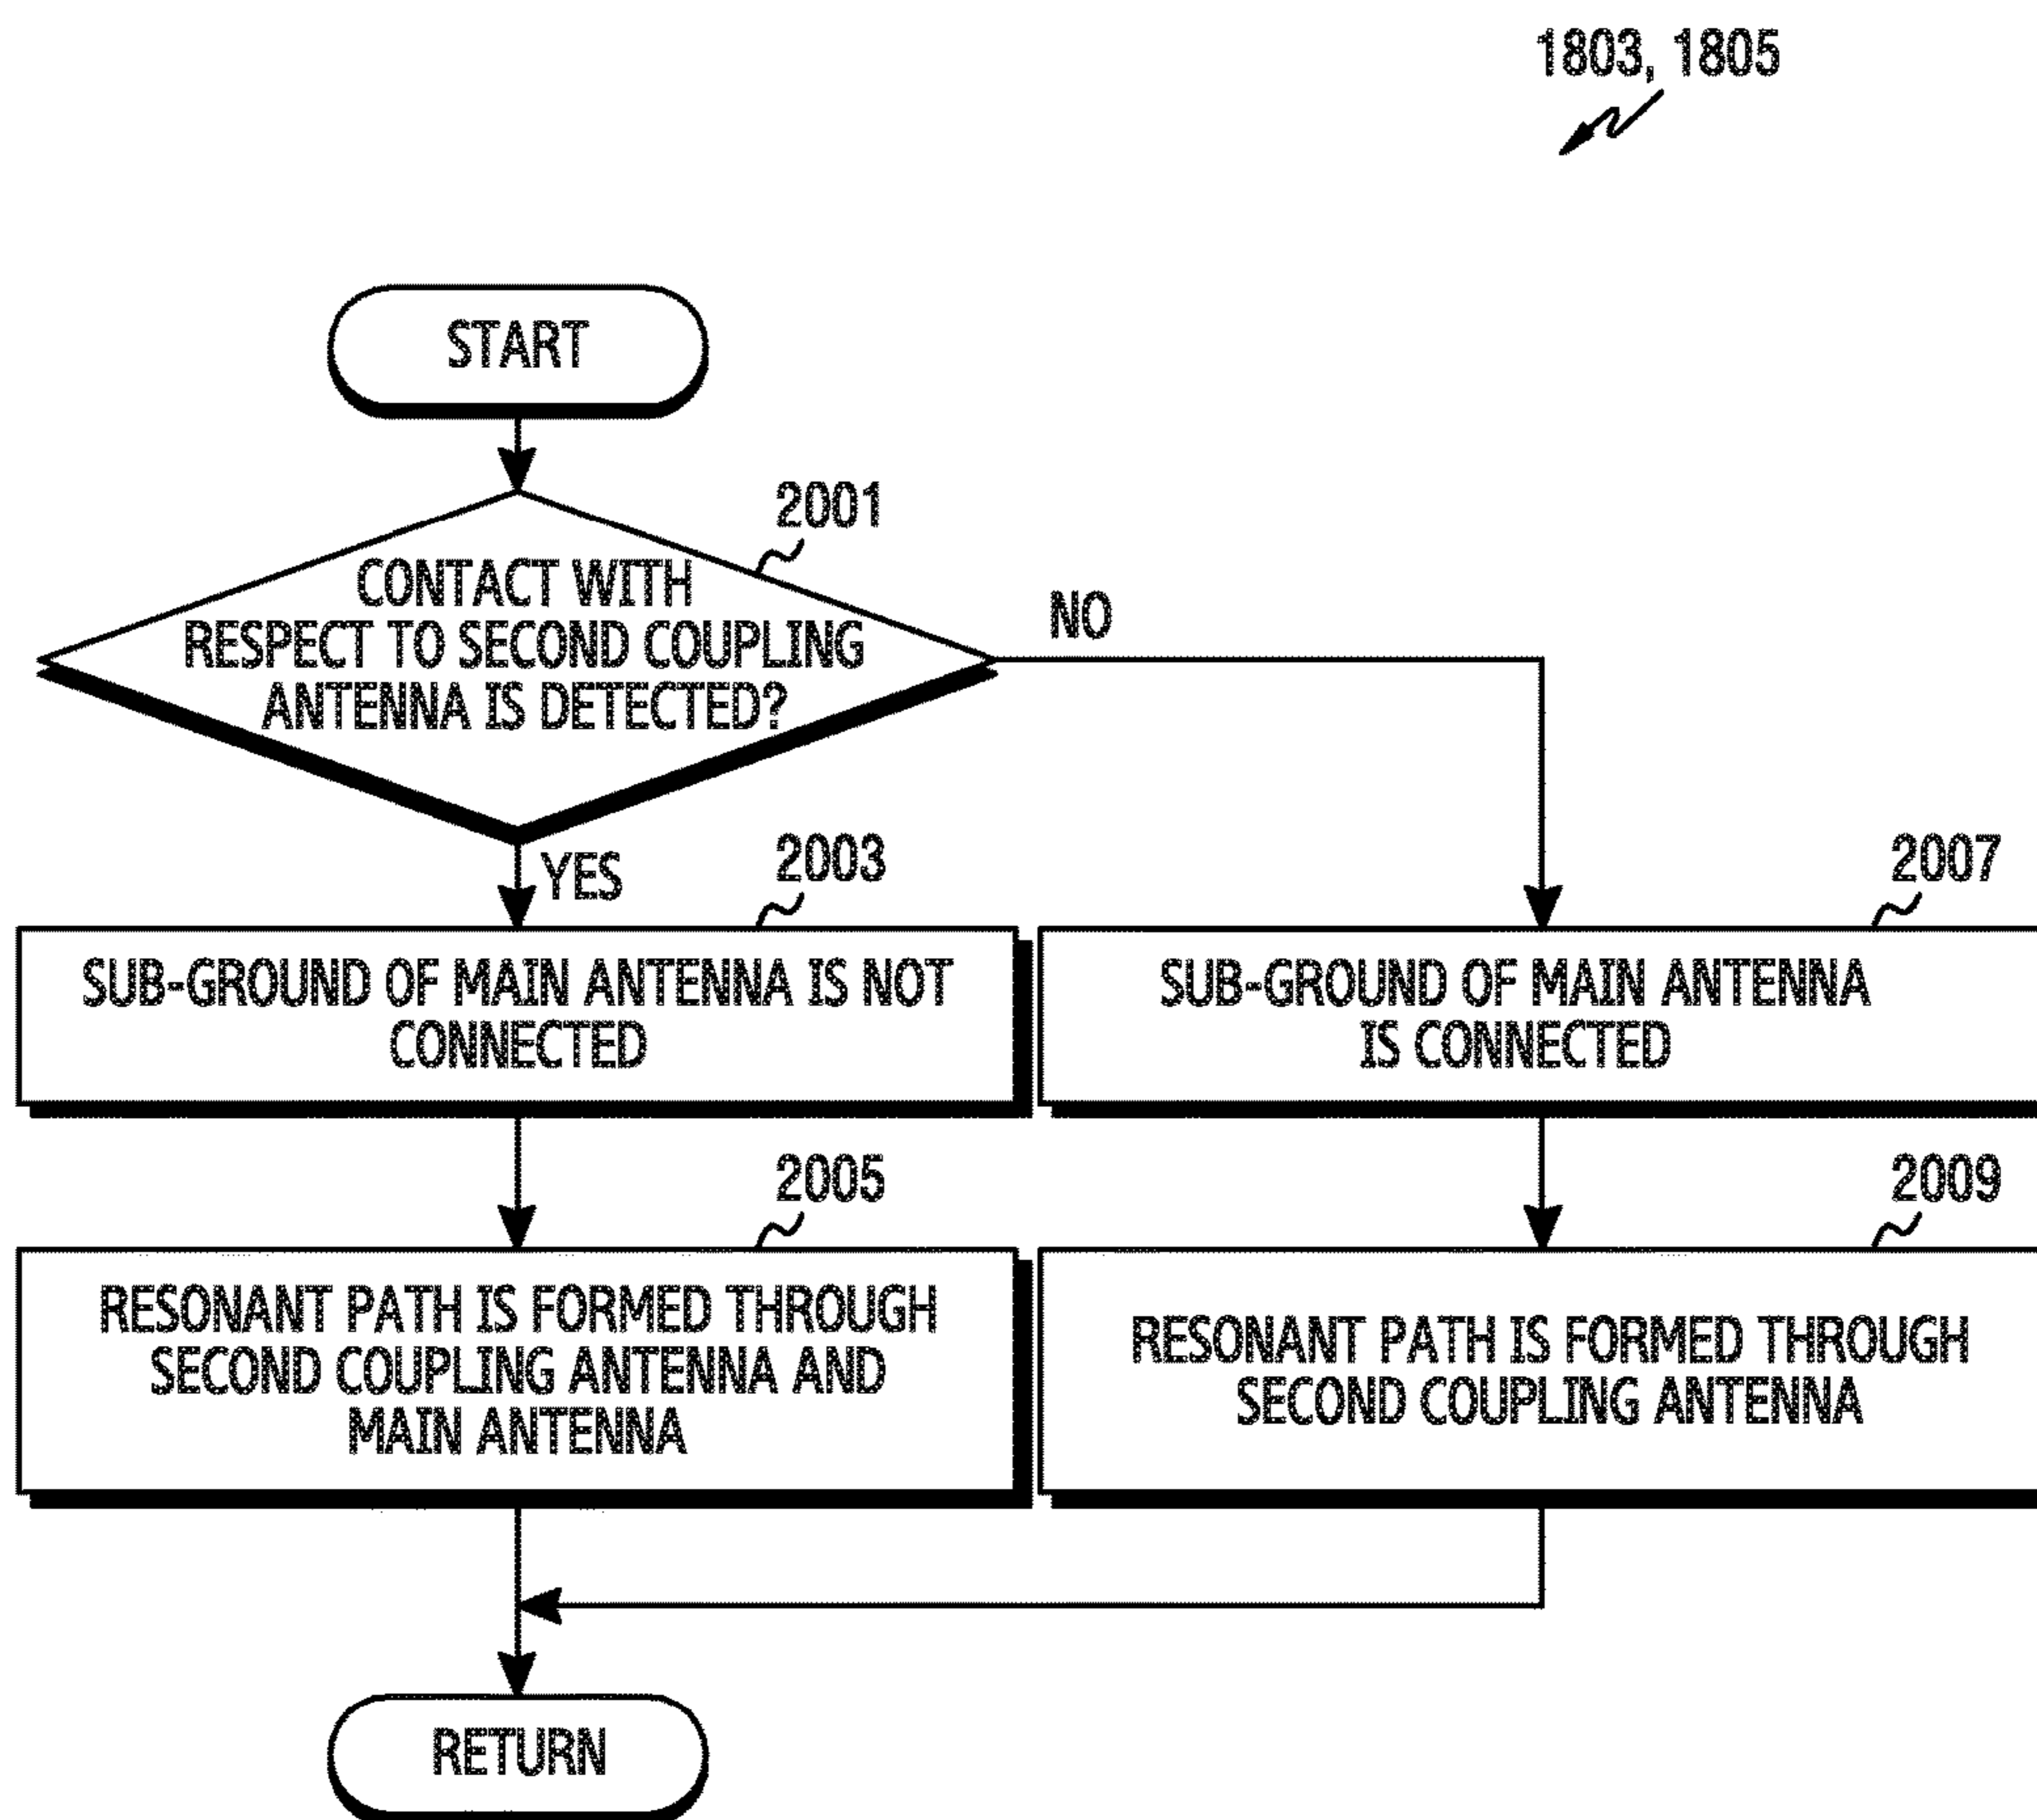 1803, 1805
START
2001
CONTACT WITH
RESPECT TO SECOND COUPLING
ANTENNA IS DETECTED?
NO
YES
2003
SUB-GROUND OF MAIN ANTENNA IS NOT
CONNECTED
2007
SUB-GROUND OF MAIN ANTENNA
IS CONNECTED
2005
RESONANT PATH IS FORMED THROUGH
SECOND COUPLING ANTENNA AND
MAIN ANTENNA
2009
RESONANT PATH IS FORMED THROUGH
SECOND COUPLING ANTENNA
RETURN